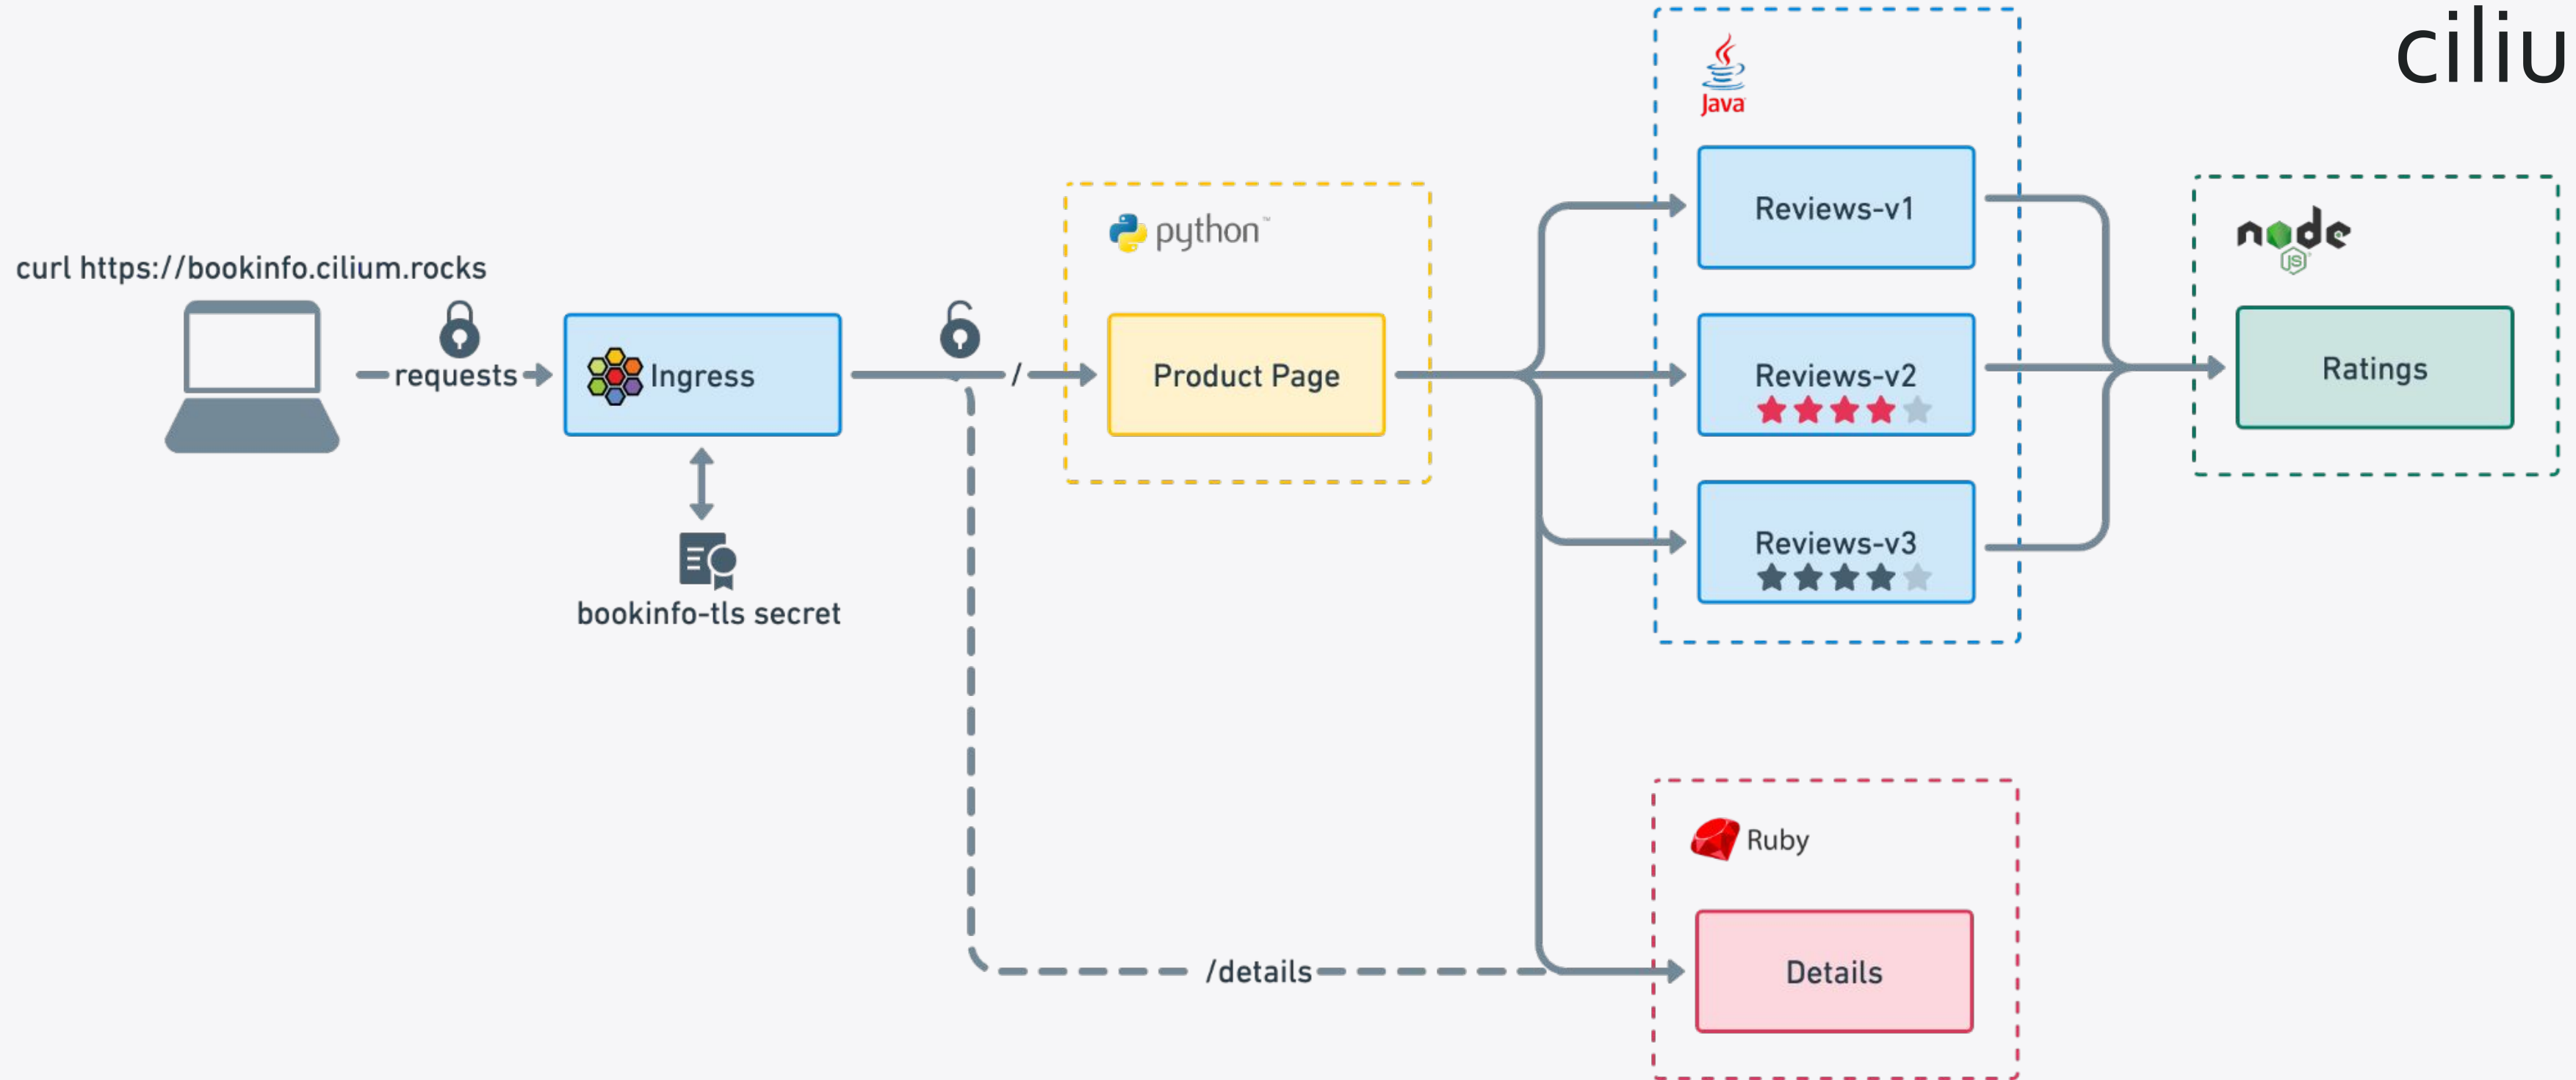 ciliu
Java
python™
node
JS
curl https://bookinfo.cilium.rocks
requests
Ingress
/
Product Page
Reviews-v1
Reviews-v2
Reviews-v3
Ratings
bookinfo-tls secret
Ruby
/details
Details